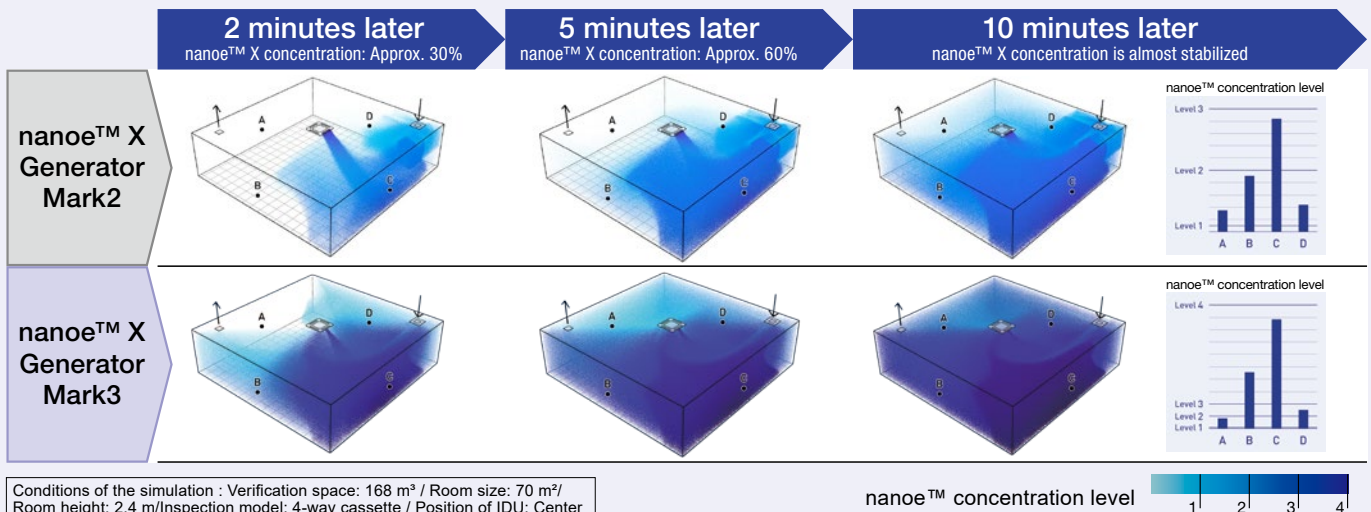 2 minutes later
nanoe™ X concentration: Approx. 30%
5 minutes later
nanoe™ X concentration: Approx. 60%
10 minutes later
nanoe™ X concentration is almost stabilized
nanoe™ X
Generator
Mark2
A
D
B
C
A
D
B
C
A
D
B
C
nanoe™ concentration level
Level 3
Level 2
Level 1
A B C D
nanoe™ X
Generator
Mark3
A
D
B
C
A
D
B
C
A
D
B
C
nanoe™ concentration level
Level 4
Level 3
Level 2
Level 1
A B C D
Conditions of the simulation : Verification space: 168 m³ / Room size: 70 m²/
Room height: 2.4 m/Inspection model: 4-way cassette / Position of IDU: Center
nanoe™ concentration level
1 2 3 4